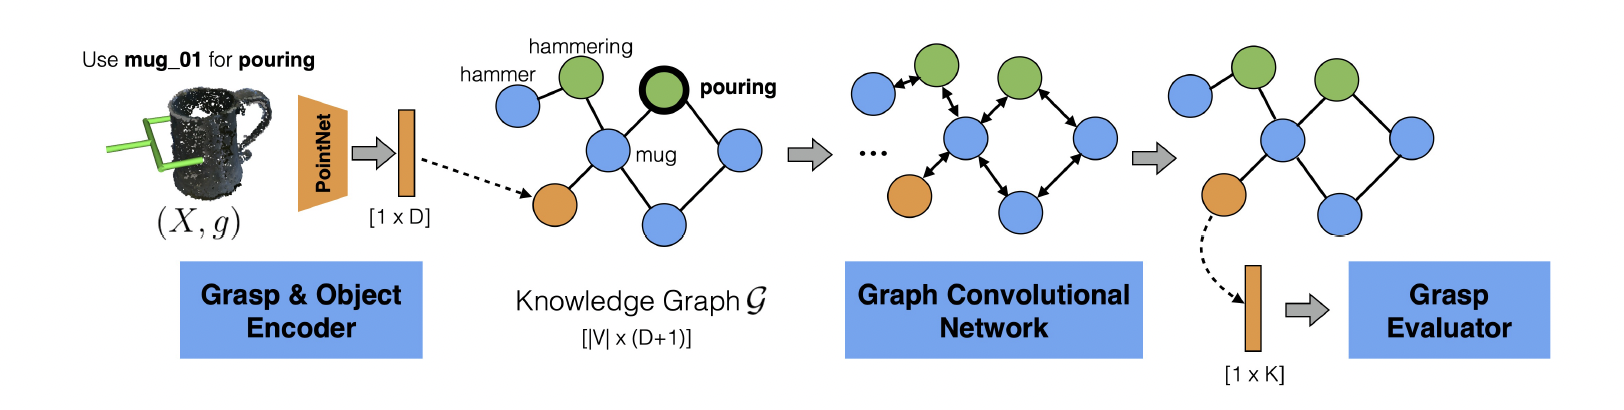 Use mug_01 for pouring
(X, g)
PointNet
[1 x D]
hammering
hammer
pouring
mug
Knowledge Graph 𝒢
[|V| x (D+1)]
...
[1 x K]
Grasp & Object
Encoder
Graph Convolutional
Network
Grasp
Evaluator